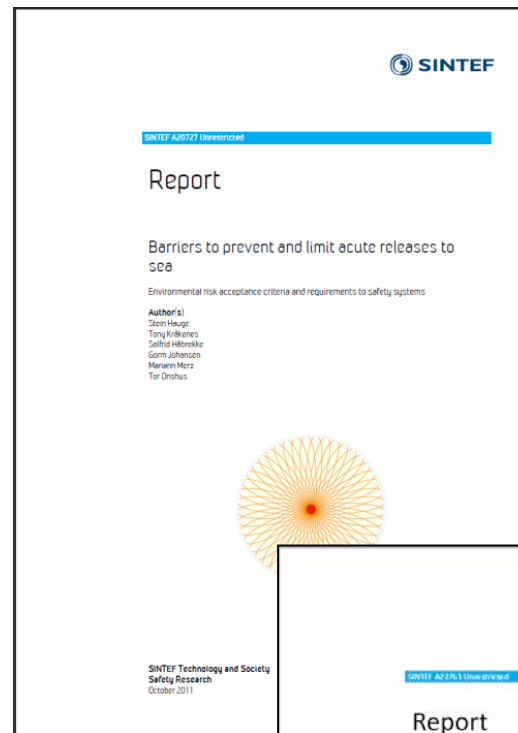 SINTEF
SINTEF A20727 Unrestricted
Report
Barriers to prevent and limit acute releases to
sea
Environmental risk acceptance criteria and requirements to safety systems
Author(s)
Stein Hauge
Tony Kråkenes
Solfrid Håbrekke
Gorm Johansen
Mariann Merz
Tor Onshus
SINTEF Technology and Society
Safety Research
October 2011
SINTEF A22763 Unrestricted
Report